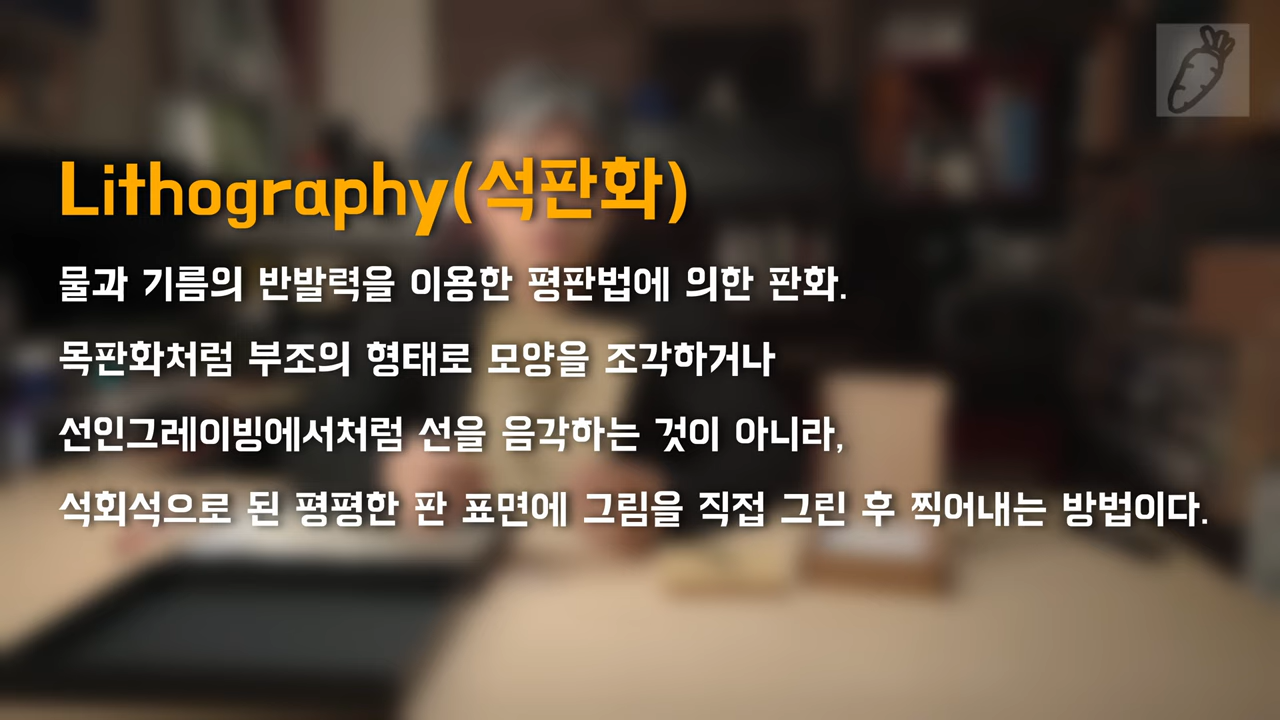 Lithography(석판화)
물과 기름의 반발력을 이용한 평판법에 의한 판화.
목판화처럼 부조의 형태로 모양을 조각하거나
선인그레이빙에서처럼 선을 음각하는 것이 아니라,
석회석으로 된 평평한 판 표면에 그림을 직접 그린 후 찍어내는 방법이다.